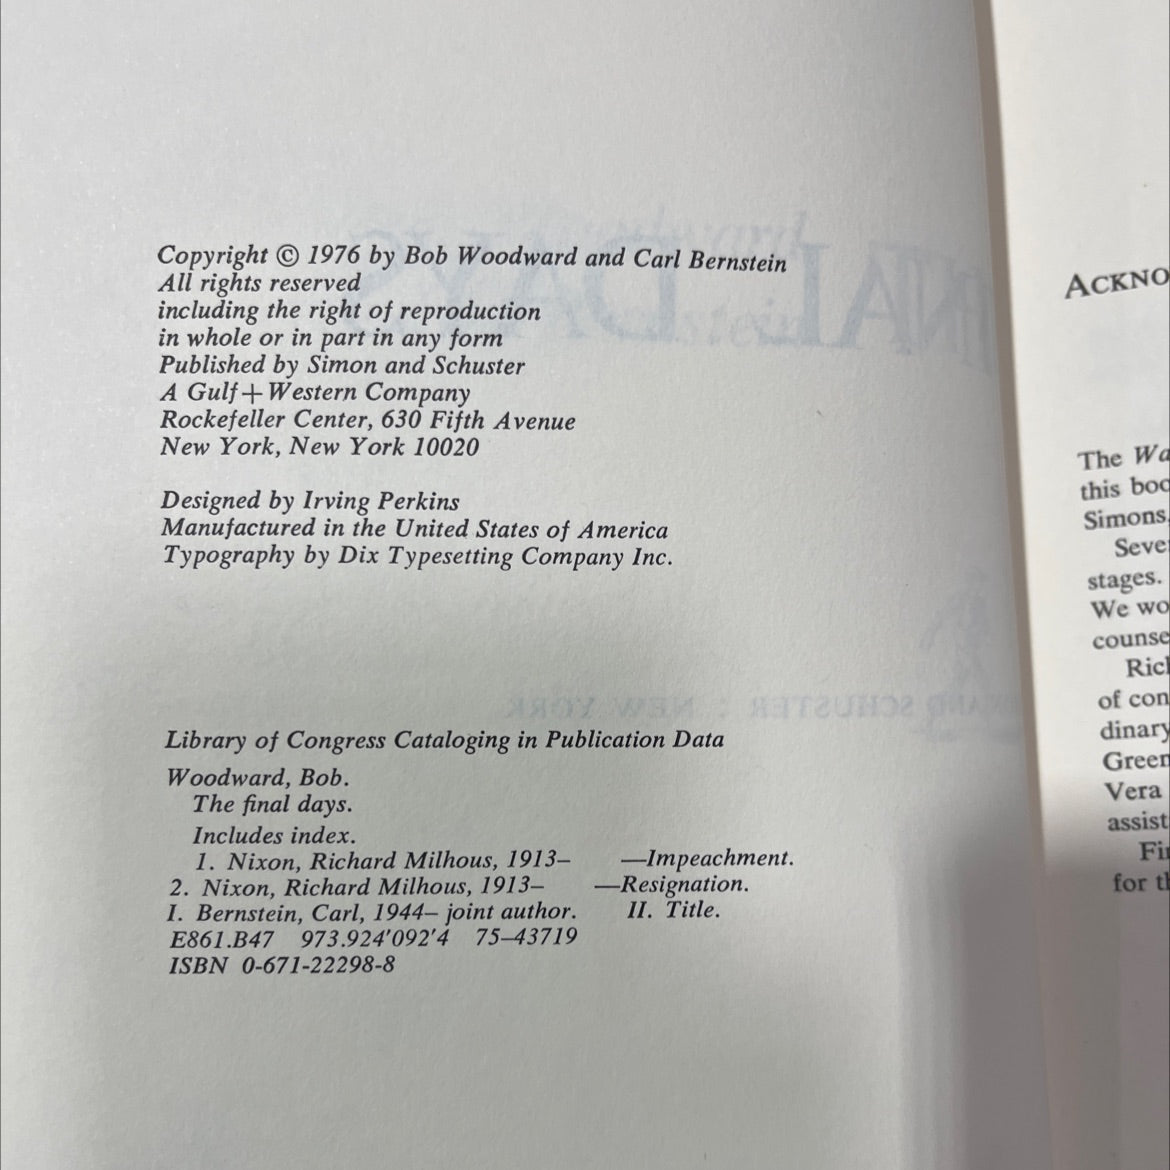 Copyright © 1976 by Bob Woodward and Carl Bernstein
All rights reserved
including the right of reproduction
in whole or in part in any form
Published by Simon and Schuster
A Gulf+Western Company
Rockefeller Center, 630 Fifth Avenue
New York, New York 10020
Designed by Irving Perkins
Manufactured in the United States of America
Typography by Dix Typesetting Company Inc.
Library of Congress Cataloging in Publication Data
Woodward, Bob.
The final days.
Includes index.
1. Nixon, Richard Milhous, 1913– —Impeachment.
2. Nixon, Richard Milhous, 1913– —Resignation.
I. Bernstein, Carl, 1944– joint author. II. Title.
E861.B47 973.924'092'4 75–43719
ISBN 0-671-22298-8
ACKNO
The Wa
this boo
Simons,
Seve
stages.
We wo
counse
Ric
of con
dinary
Green
Vera
assist
Fi
for th